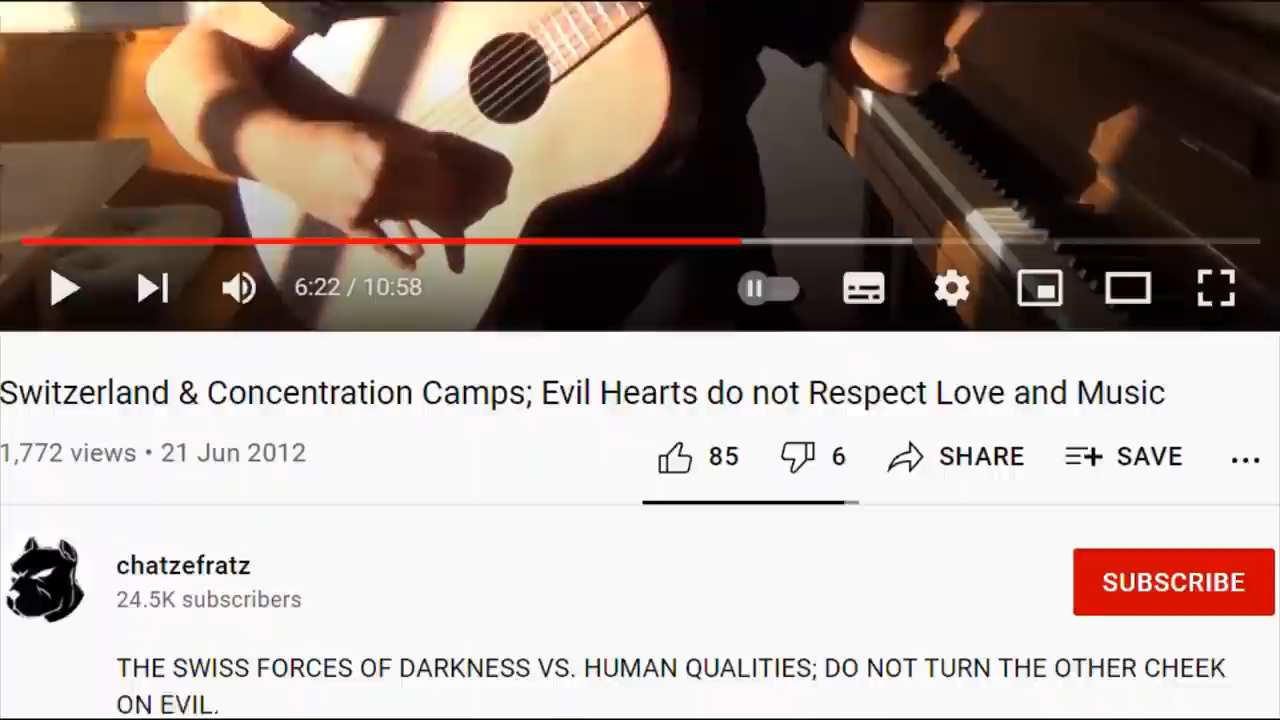 6:22 / 10:58
Switzerland & Concentration Camps; Evil Hearts do not Respect Love and Music
1,772 views • 21 Jun 2012
85 6 SHARE SAVE
chatzefratz
24.5K subscribers
SUBSCRIBE
THE SWISS FORCES OF DARKNESS VS. HUMAN QUALITIES; DO NOT TURN THE OTHER CHEEK
ON EVIL.